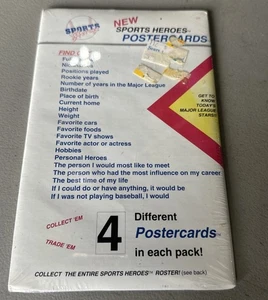 SPORTS
NEW
SPORTS HEROES™
POSTERCARDS
FIND O
Nicknames
Positions played
Rookie years
Number of years in the Major League
Birthdate
Place of birth
Current home
Height
Weight
Favorite cars
Favorite foods
Favorite TV shows
Favorite actor or actress
Hobbies
Personal Heroes
The person I would most like to meet
The person who had the most influence on my career
The best time of my life
If I could do or have anything, it would be
If I was not playing baseball, I would
GET TO
KNOW
TODAY'S
MAJOR LEAGUE
STARS!
COLLECT 'EM
TRADE 'EM
4
Different
Postercards™
in each pack!
COLLECT THE ENTIRE SPORTS HEROES™ ROSTER! (see back)